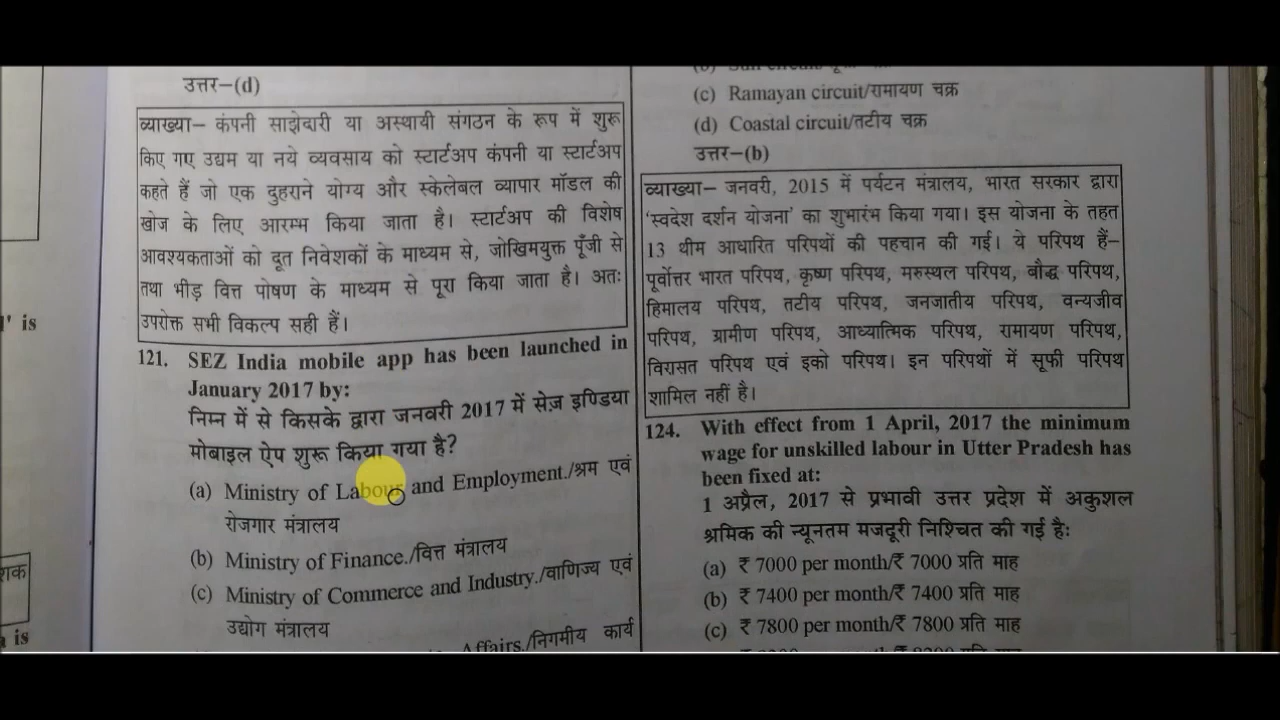 उत्तर–(d)
व्याख्या– कंपनी साझेदारी या अस्थायी संगठन के रूप में शुरू
किए गए उद्यम या नये व्यवसाय को स्टार्टअप कंपनी या स्टार्टअप
कहते हैं जो एक दुहराने योग्य और स्केलेबल व्यापार मॉडल की
खोज के लिए आरम्भ किया जाता है। स्टार्टअप की विशेष
आवश्यकताओं को दूत निवेशकों के माध्यम से, जोखिमयुक्त पूँजी से
तथा भीड़ वित्त पोषण के माध्यम से पूरा किया जाता है। अतः
उपरोक्त सभी विकल्प सही हैं।
121. SEZ India mobile app has been launched in
January 2017 by:
निम्न में से किसके द्वारा जनवरी 2017 में सेज़ इण्डिया
मोबाइल ऐप शुरू किया गया है?
(a) Ministry of Labour and Employment./श्रम एवं
रोजगार मंत्रालय
(b) Ministry of Finance./वित्त मंत्रालय
(c) Ministry of Commerce and Industry./वाणिज्य एवं
उद्योग मंत्रालय
Affairs./निगमीय कार्य
(c) Ramayan circuit/रामायण चक्र
(d) Coastal circuit/तटीय चक्र
उत्तर–(b)
व्याख्या– जनवरी, 2015 में पर्यटन मंत्रालय, भारत सरकार द्वारा
'स्वदेश दर्शन योजना' का शुभारंभ किया गया। इस योजना के तहत
13 थीम आधारित परिपथों की पहचान की गई। ये परिपथ हैं–
पूर्वोत्तर भारत परिपथ, कृष्ण परिपथ, मरुस्थल परिपथ, बौद्ध परिपथ,
हिमालय परिपथ, तटीय परिपथ, जनजातीय परिपथ, वन्यजीव
परिपथ, ग्रामीण परिपथ, आध्यात्मिक परिपथ, रामायण परिपथ,
विरासत परिपथ एवं इको परिपथ। इन परिपथों में सूफी परिपथ
शामिल नहीं है।
124. With effect from 1 April, 2017 the minimum
wage for unskilled labour in Utter Pradesh has
been fixed at:
1 अप्रैल, 2017 से प्रभावी उत्तर प्रदेश में अकुशल
श्रमिक की न्यूनतम मजदूरी निश्चित की गई हैः
(a) ₹ 7000 per month/₹ 7000 प्रति माह
(b) ₹ 7400 per month/₹ 7400 प्रति माह
(c) ₹ 7800 per month/₹ 7800 प्रति माह